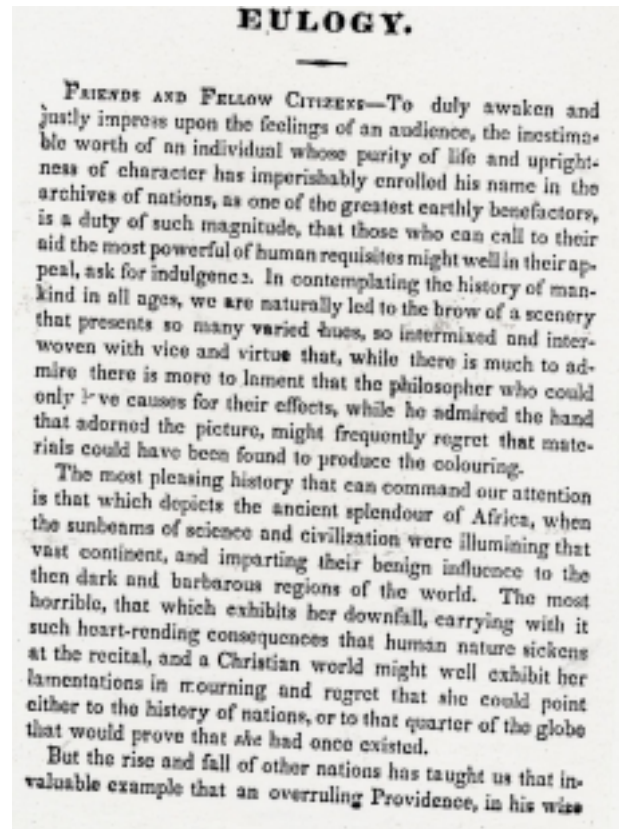 EULOGY.
FRIENDS AND FELLOW CITIZENS—To duly awaken and
justly impress upon the feelings of an audience, the inestima-
ble worth of an individual whose purity of life and upright-
ness of character has imperishably enrolled his name in the
archives of nations, as one of the greatest earthly benefactors,
is a duty of such magnitude, that those who can call to their
aid the most powerful of human requisites might well in their ap-
peal, ask for indulgence. In contemplating the history of man-
kind in all ages, we are naturally led to the brow of a scenery
that presents so many varied hues, so intermixed and inter-
woven with vice and virtue that, while there is much to ad-
mire there is more to lament that the philosopher who could
only causes for their effects, while he admired the hand
that adorned the picture, might frequently regret that mate-
rials could have been found to produce the colouring.
The most pleasing history that can command our attention
is that which depicts the ancient splendour of Africa, when
the sunbeams of science and civilization were illumining that
vast continent, and imparting their benign influence to the
then dark and barbarous regions of the world. The most
horrible, that which exhibits her downfall, carrying with it
such heart-rending consequences that human nature sickens
at the recital, and a Christian world might well exhibit her
lamentations in mourning and regret that she could point
either to the history of nations, or to that quarter of the globe
that would prove that she had once existed.
But the rise and fall of other nations has taught us that in-
valuable example that an overruling Providence, in his wise